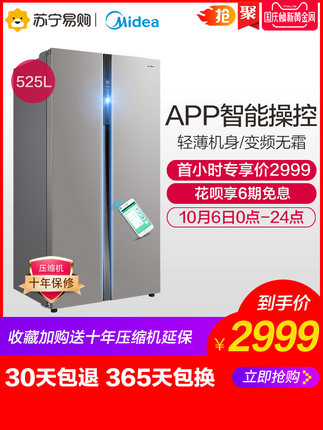 苏宁易购
Midea
抢
聚
国庆嗨新黄金周
525L
APP智能操控
轻薄机身/变频无霜
首小时专享价2999
花呗享6期免息
10月6日0点-24点
压缩机
十年保修
到手价
收藏加购送十年压缩机延保
¥2999
30天包退 365天包换
立即抢购